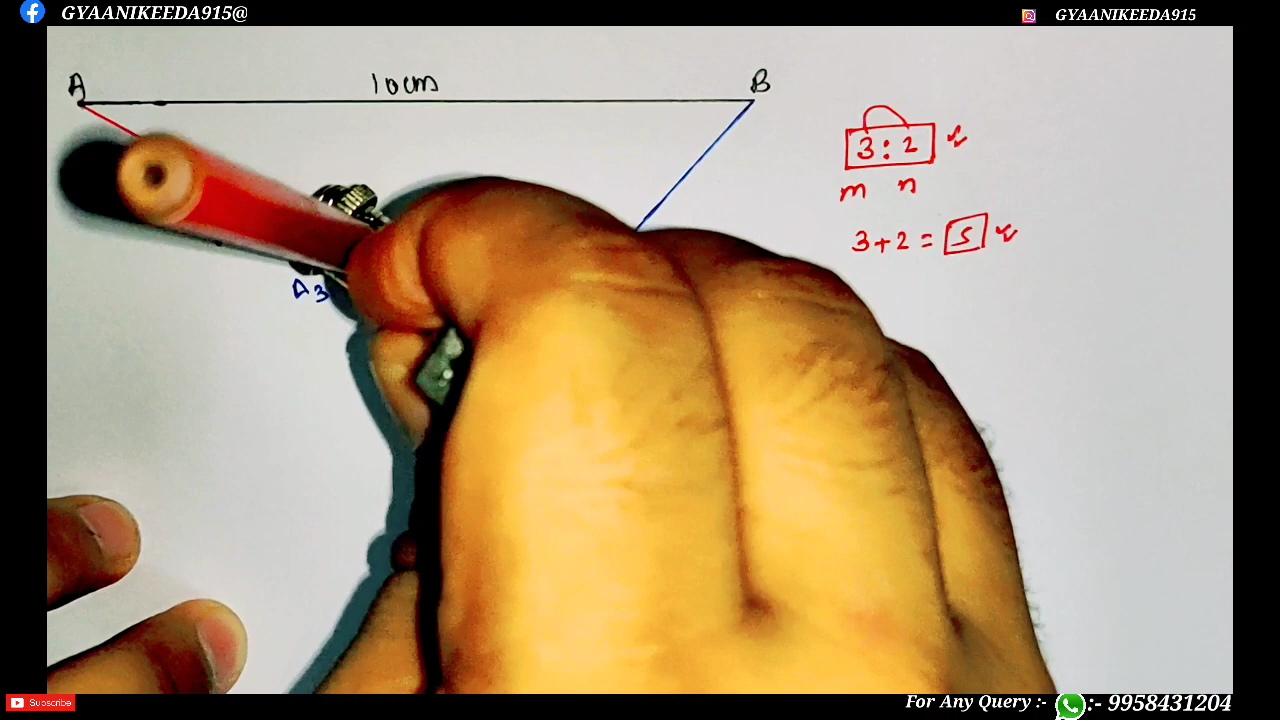 GYAANIKEEDA915@
GYAANIKEEDA915
A
10cm
B
3 : 2
m n
3+2 = 5
A3
Subscribe
For Any Query :- :- 9958431204